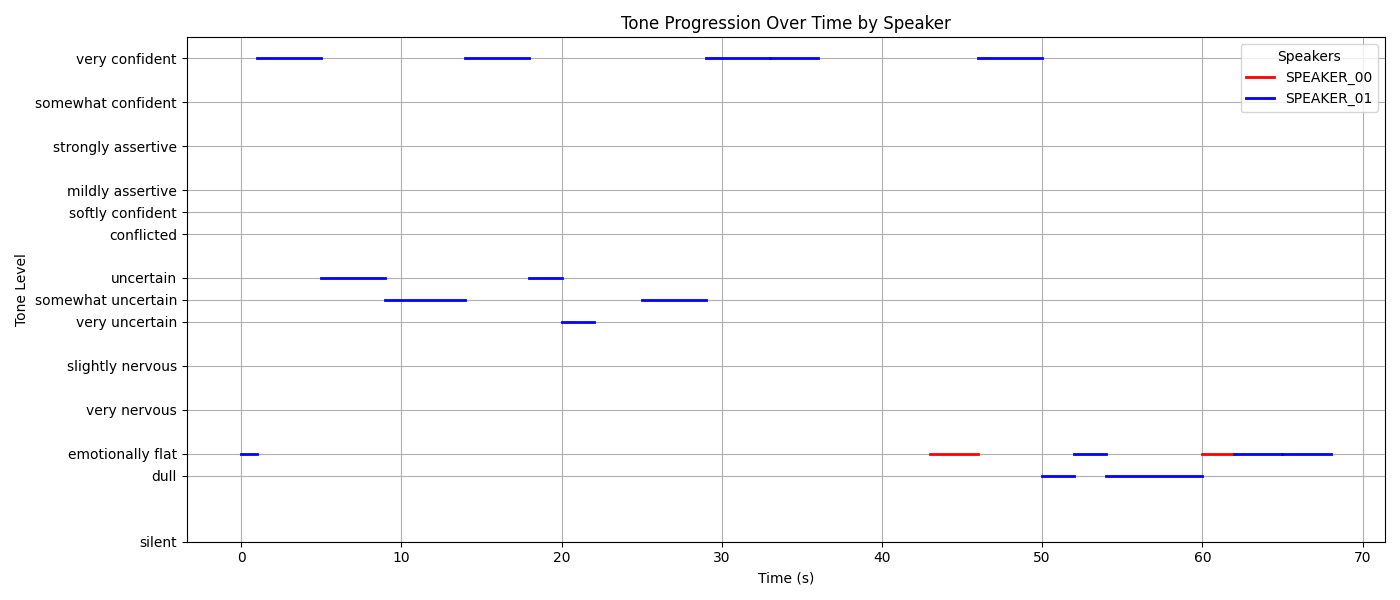 Tone Progression Over Time by Speaker
very confident
somewhat confident
strongly assertive
mildly assertive
softly confident
conflicted
uncertain
somewhat uncertain
very uncertain
slightly nervous
very nervous
emotionally flat
dull
silent
Tone Level
Speakers
SPEAKER_00
SPEAKER_01
0 10 20 30 40 50 60 70
Time (s)